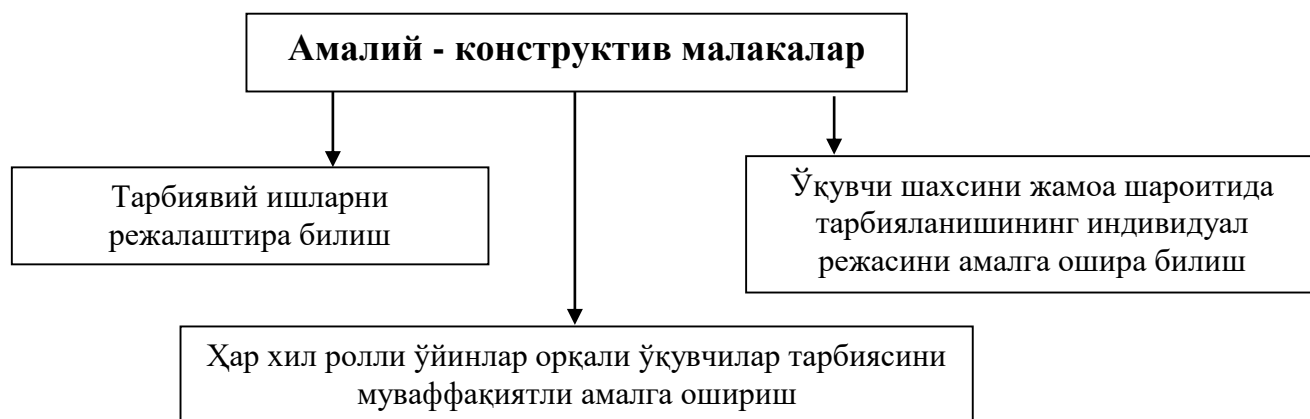 Амалий - конструктив малакалар
Тарбиявий ишларни
режалаштира билиш
Ўқувчи шахсини жамоа шароитида
тарбияланишининг индивидуал
режасини амалга ошира билиш
Ҳар хил ролли ўйинлар орқали ўқувчилар тарбиясини
муваффақиятли амалга ошириш